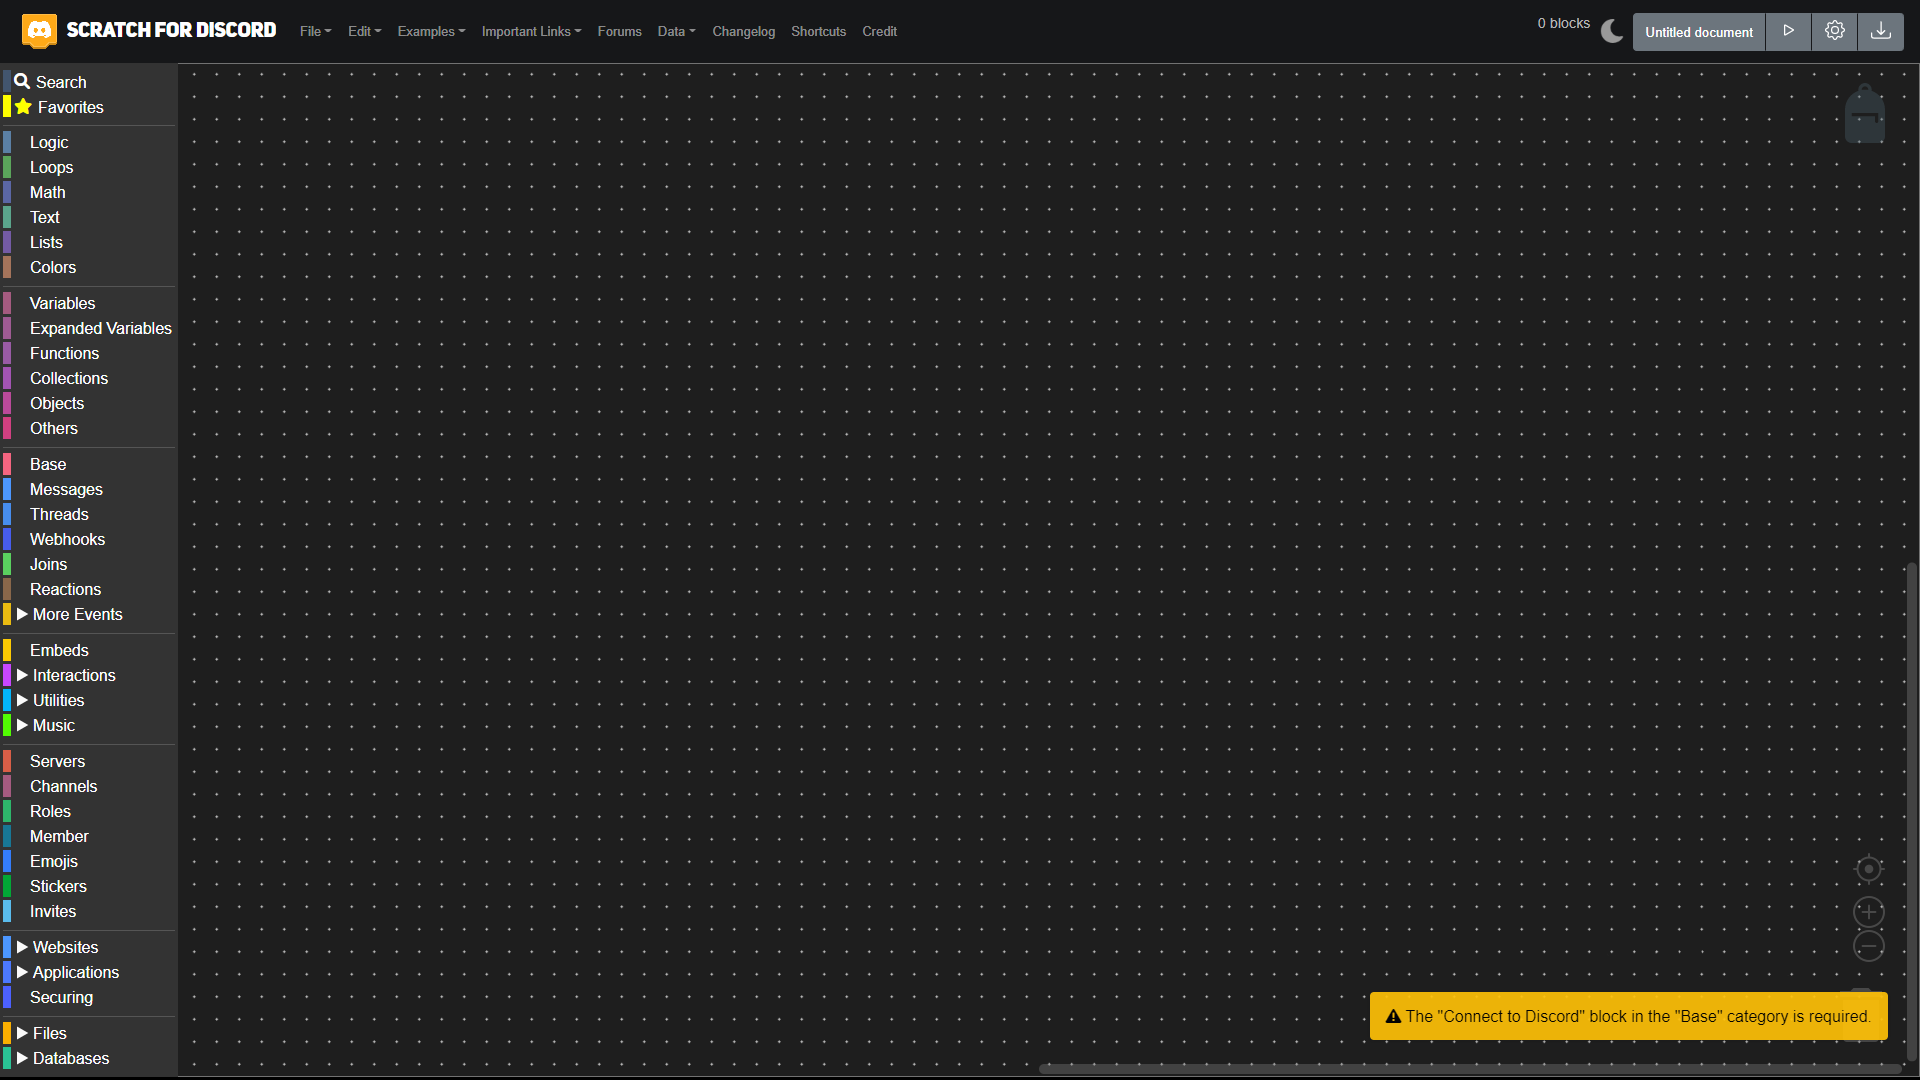 SCRATCH FOR DISCORD
File
Edit
Examples
Important Links
Forums
Data
Changelog
Shortcuts
Credit
0 blocks
Untitled document
Search
Favorites
Logic
Loops
Math
Text
Lists
Colors
Variables
Expanded Variables
Functions
Collections
Objects
Others
Base
Messages
Threads
Webhooks
Joins
Reactions
More Events
Embeds
Interactions
Utilities
Music
Servers
Channels
Roles
Member
Emojis
Stickers
Invites
Websites
Applications
Securing
Files
Databases
The "Connect to Discord" block in the "Base" category is required.